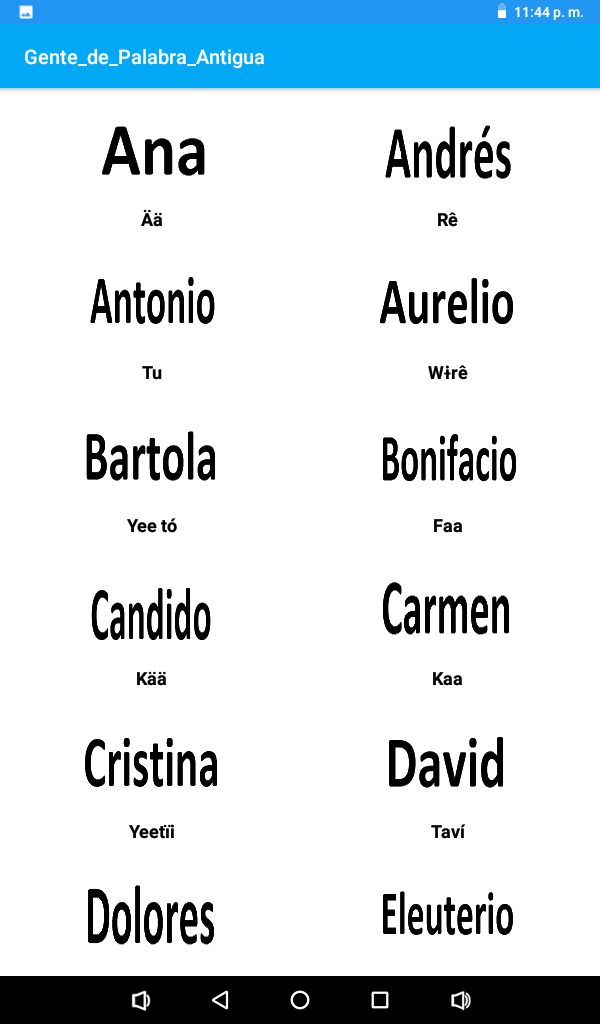 11:44 p. m.
Gente_de_Palabra_Antigua
Ana Andrés
Ää Rê
Antonio Aurelio
Tu Wɨrê
Bartola Bonifacio
Yee tó Faa
Candido Carmen
Kää Kaa
Cristina David
Yeetïï Taví
Dolores Eleuterio